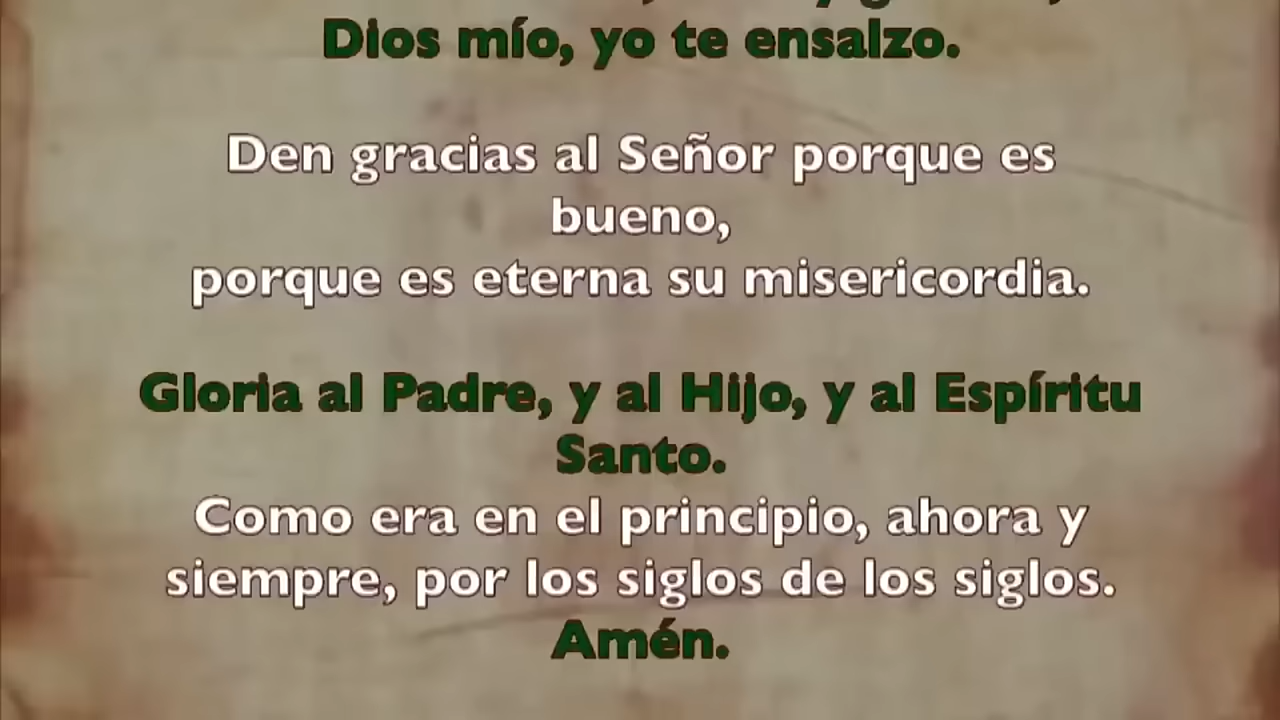 Dios mío, yo te ensalzo.
Den gracias al Señor porque es
bueno,
porque es eterna su misericordia.
Gloria al Padre, y al Hijo, y al Espíritu
Santo.
Como era en el principio, ahora y
siempre, por los siglos de los siglos.
Amén.